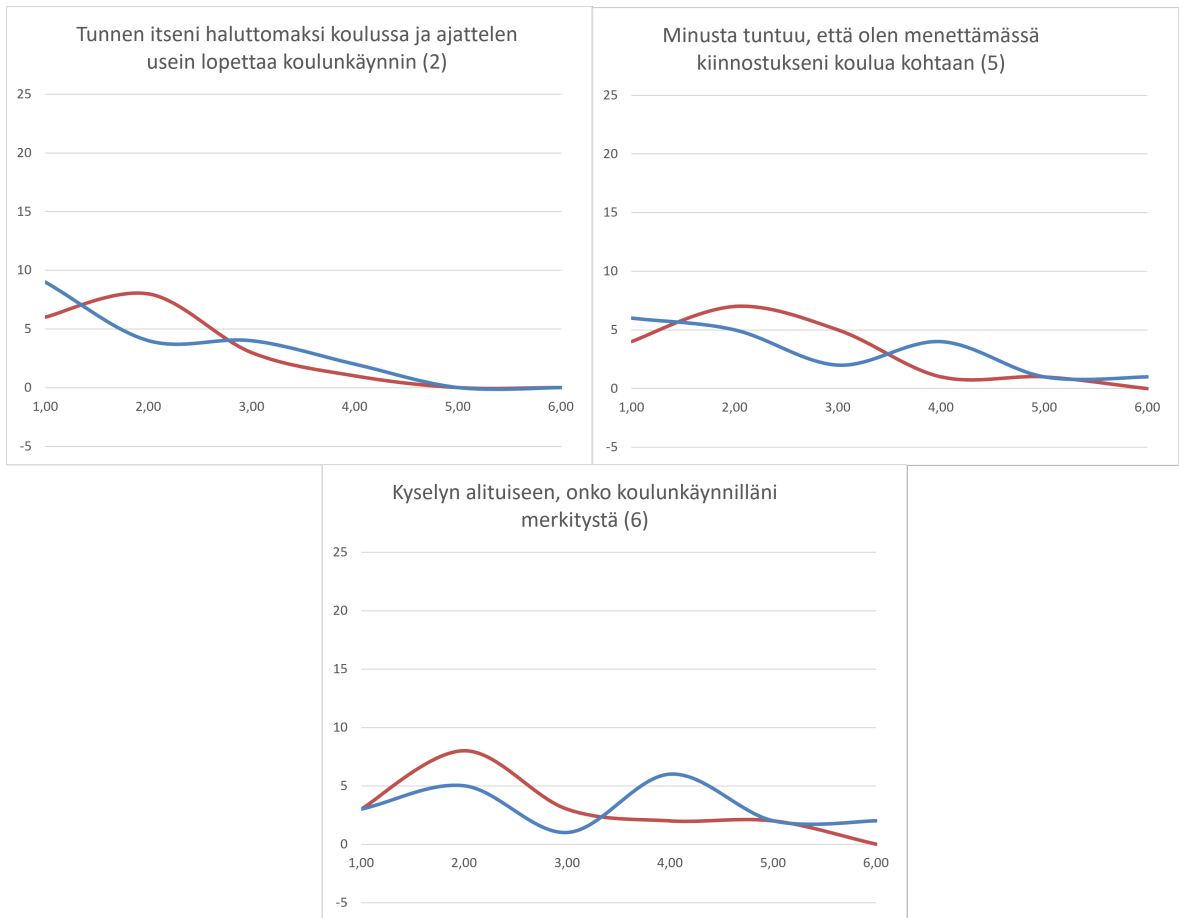 Tunnen itseni haluttomaksi koulussa ja ajattelen
usein lopettaa koulunkäynnin (2)
25
20
15
10
5
0
-5
1,00 2,00 3,00 4,00 5,00 6,00
Minusta tuntuu, että olen menettämässä
kiinnostukseni koulua kohtaan (5)
25
20
15
10
5
0
-5
1,00 2,00 3,00 4,00 5,00 6,00
Kyselyn alituiseen, onko koulunkäynnilläni
merkitystä (6)
25
20
15
10
5
0
-5
1,00 2,00 3,00 4,00 5,00 6,00